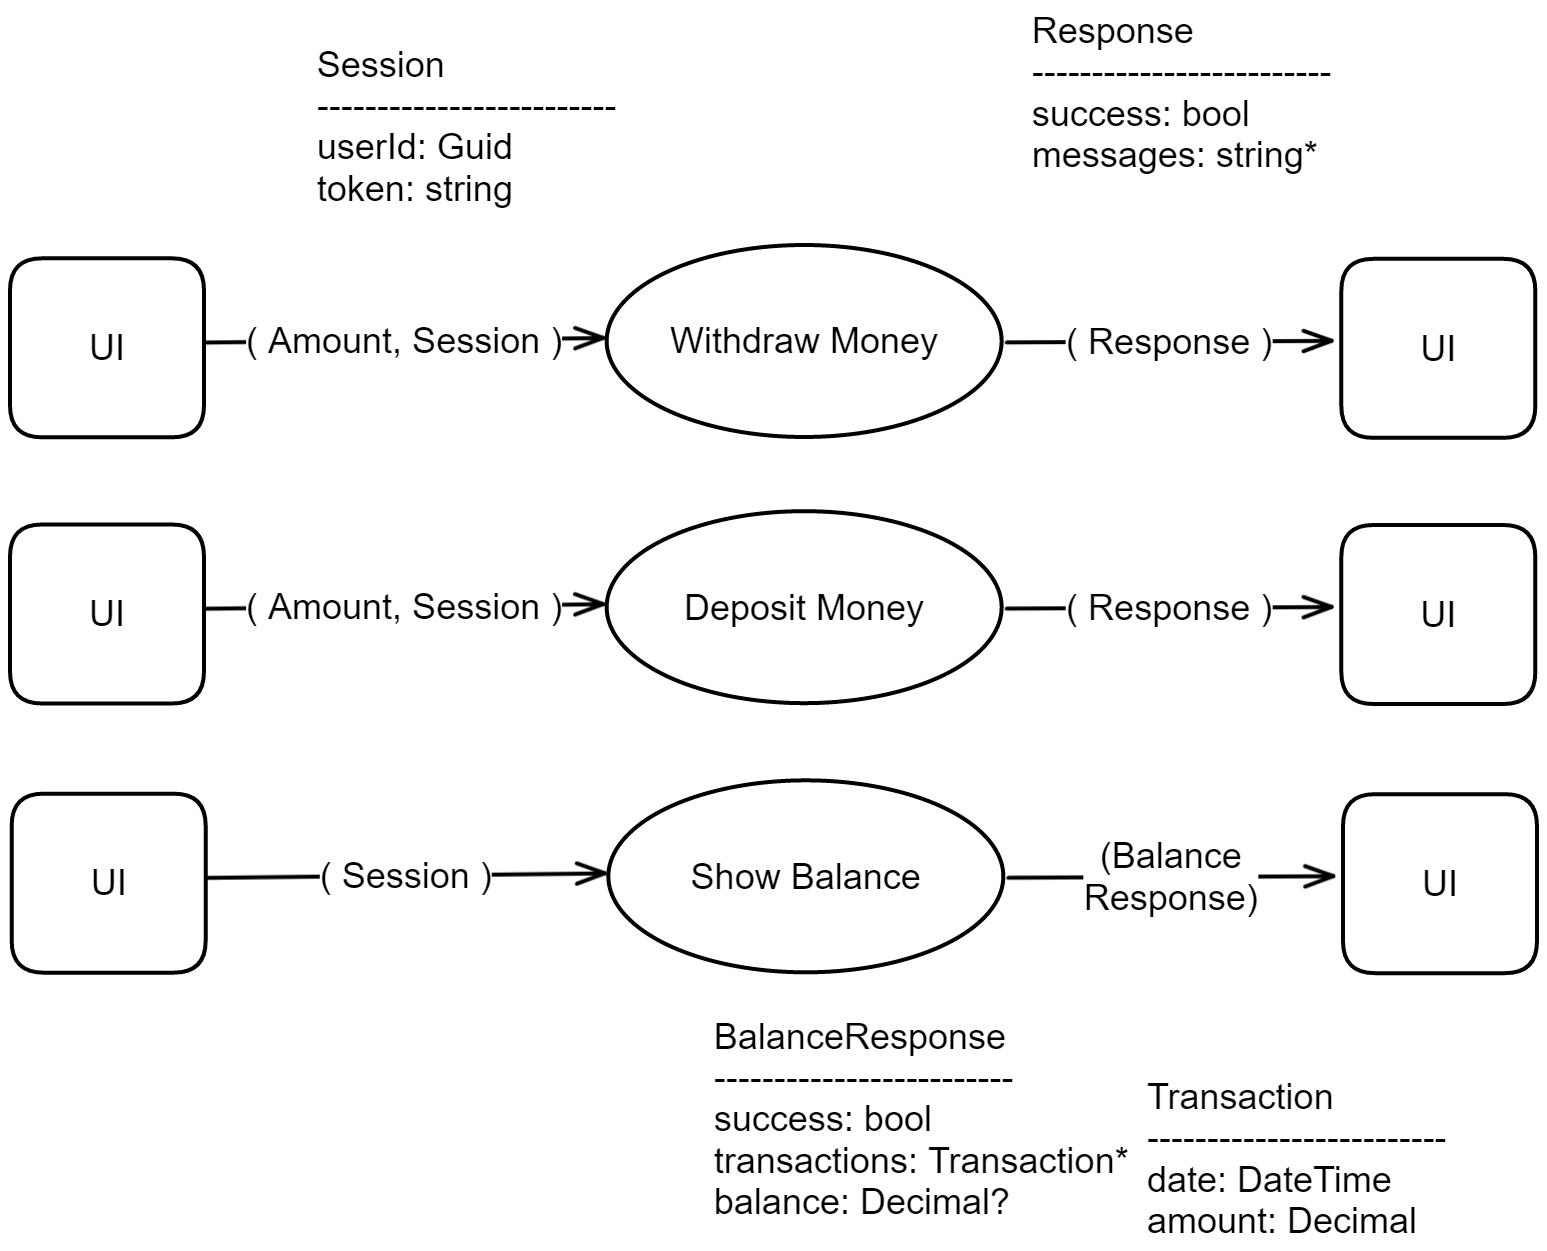 Session
-------------------------
userId: Guid
token: string
Response
-------------------------
success: bool
messages: string*
UI
( Amount, Session )
Withdraw Money
( Response )
UI
UI
( Amount, Session )
Deposit Money
( Response )
UI
UI
( Session )
Show Balance
(Balance
Response)
UI
BalanceResponse
-------------------------
success: bool
transactions: Transaction*
balance: Decimal?
Transaction
-------------------------
date: DateTime
amount: Decimal